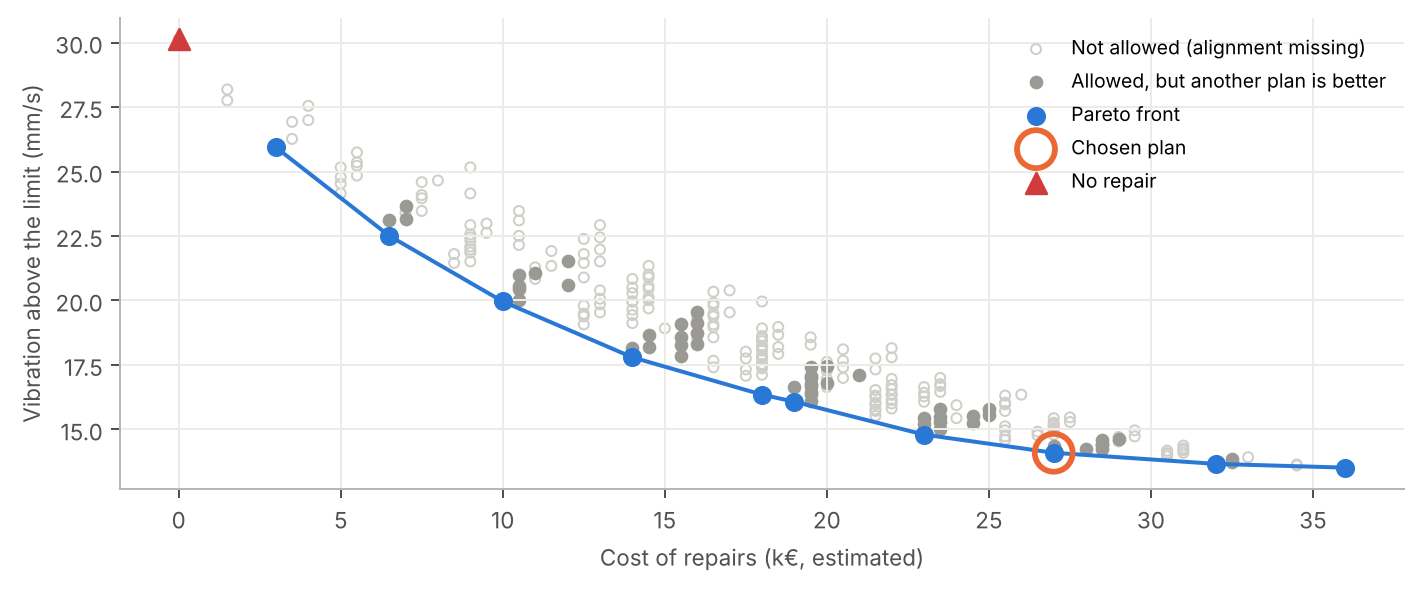 30.0
27.5
25.0
22.5
20.0
17.5
15.0
Vibration above the limit (mm/s)
Not allowed (alignment missing)
Allowed, but another plan is better
Pareto front
Chosen plan
No repair
0 5 10 15 20 25 30 35
Cost of repairs (k€, estimated)